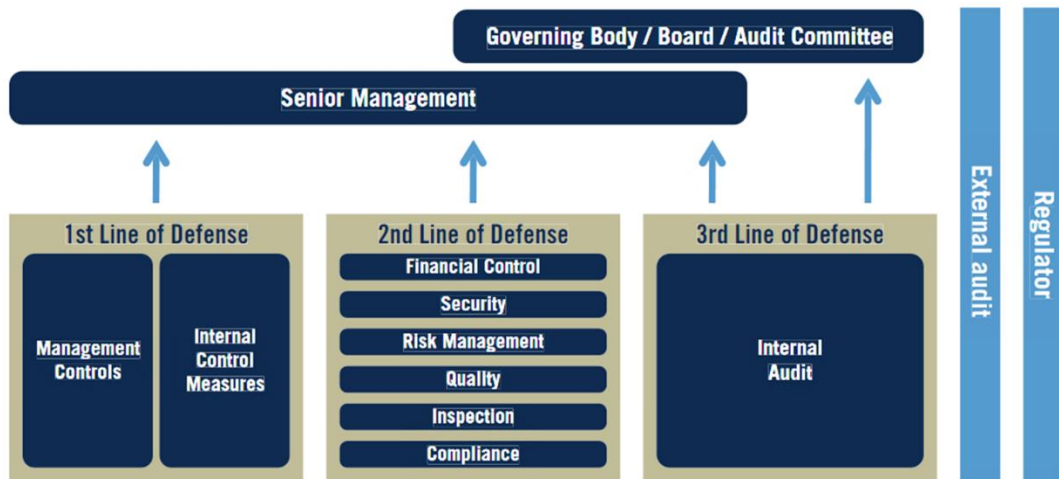 Governing Body / Board / Audit Committee
Senior Management
1st Line of Defense
Management
Controls
Internal
Control
Measures
2nd Line of Defense
Financial Control
Security
Risk Management
Quality
Inspection
Compliance
3rd Line of Defense
Internal
Audit
External audit
Regulator